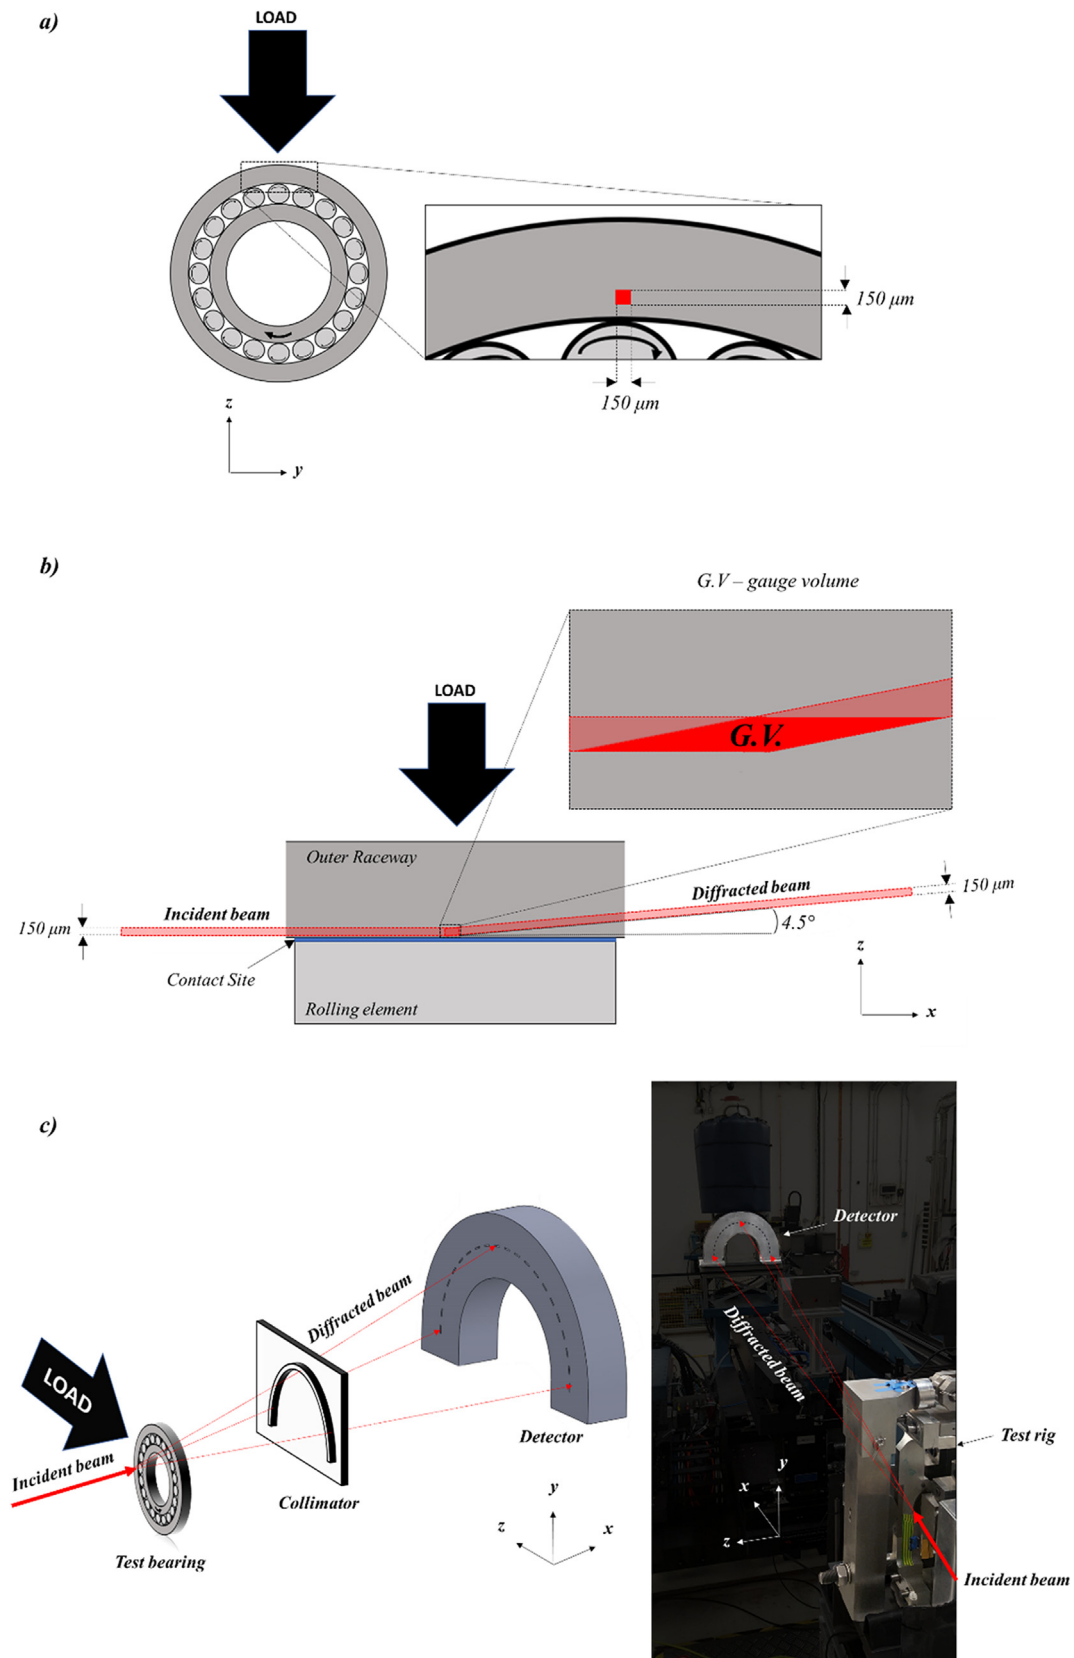 a)
LOAD
150 μm
150 μm
z
y
b)
G.V – gauge volume
G.V.
LOAD
Outer Raceway
Incident beam
Diffracted beam
150 μm
150 μm
4.5°
Contact Site
Rolling element
z
x
c)
Detector
Diffracted beam
LOAD
Incident beam
Collimator
Test bearing
Detector
y
z
x
Diffracted beam
Test rig
y
x
z
Incident beam